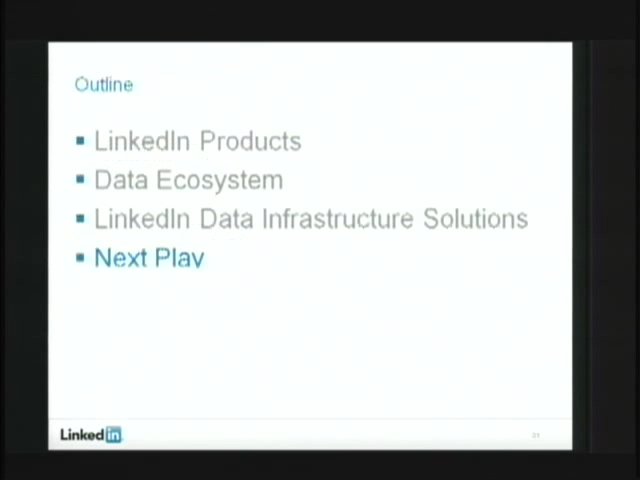 Outline
LinkedIn Products
Data Ecosystem
LinkedIn Data Infrastructure Solutions
Next Play
Linked in